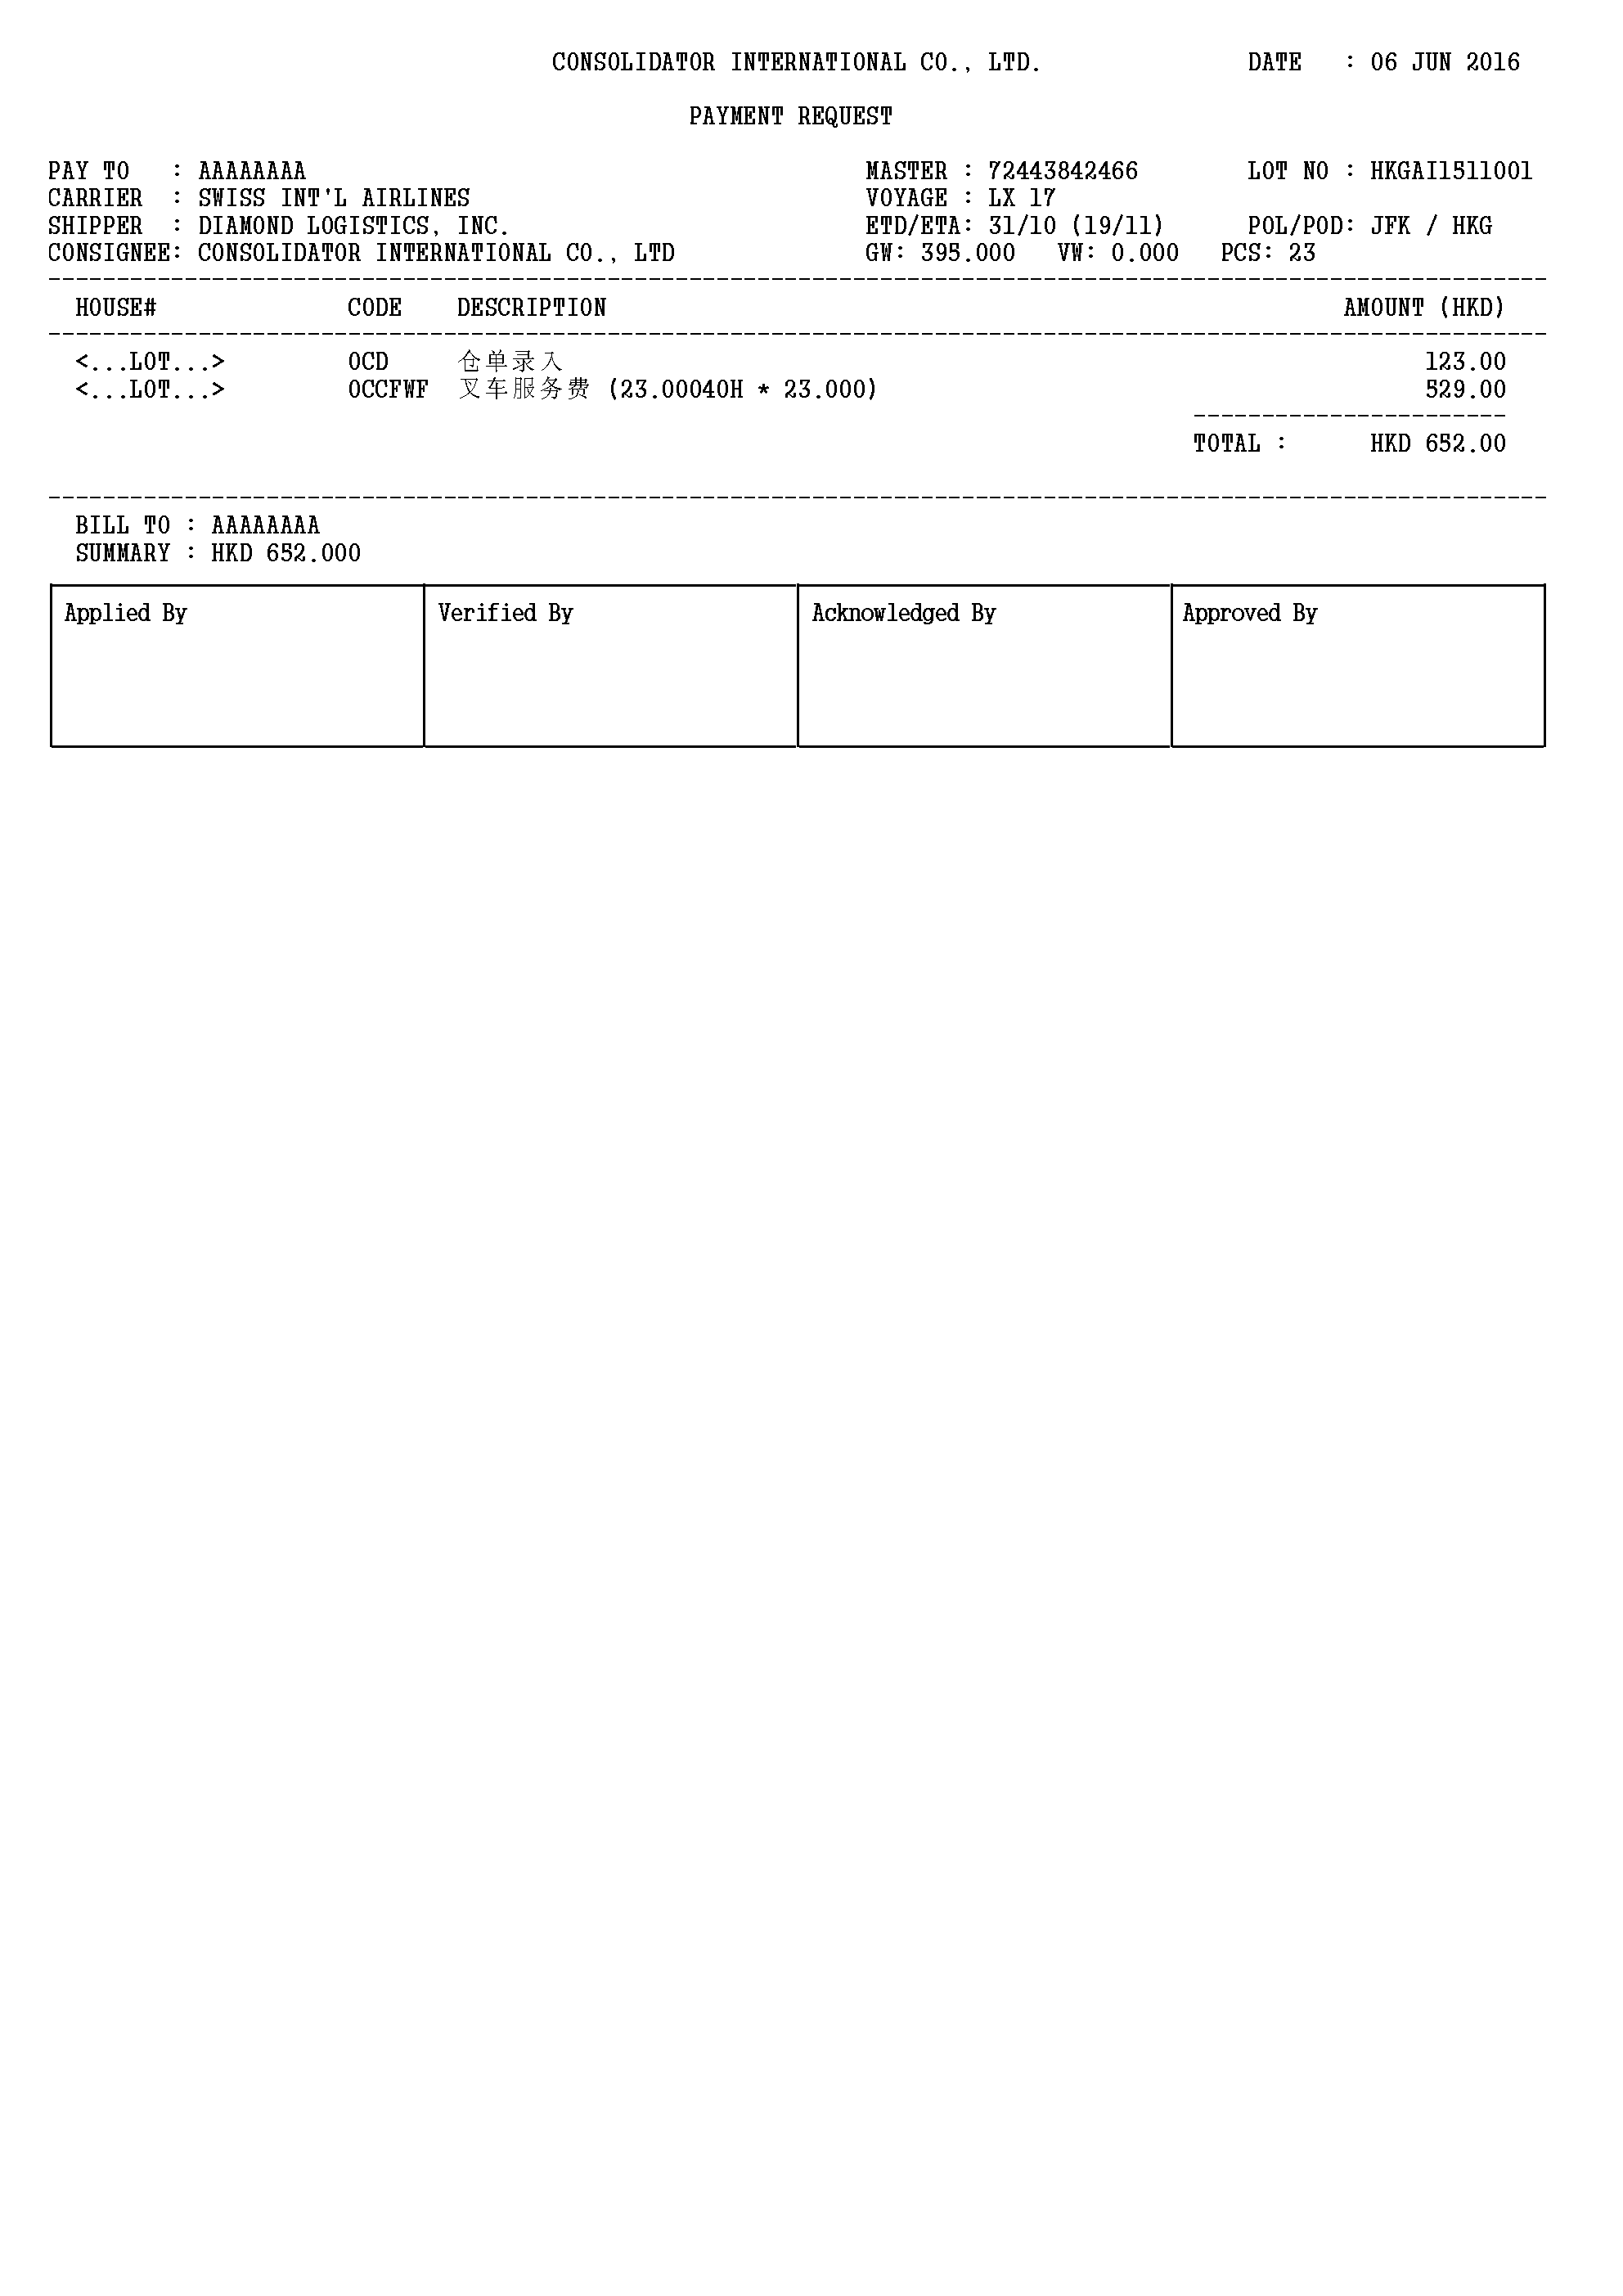 CONSOLIDATOR INTERNATIONAL CO., LTD. DATE : 06 JUN 2016
PAYMENT REQUEST
PAY TO : AAAAAAAA MASTER : 72443842466 LOT NO : HKGAI1511001
CARRIER : SWISS INT'L AIRLINES VOYAGE : LX 17
SHIPPER : DIAMOND LOGISTICS, INC. ETD/ETA: 31/10 (19/11) POL/POD: JFK / HKG
CONSIGNEE: CONSOLIDATOR INTERNATIONAL CO., LTD GW: 395.000 VW: 0.000 PCS: 23
HOUSE# CODE DESCRIPTION AMOUNT (HKD)
<...LOT...> OCD 仓单录入 123.00
<...LOT...> OCCFWF 叉车服务费 (23.00040H * 23.000) 529.00
TOTAL : HKD 652.00
BILL TO : AAAAAAAA
SUMMARY : HKD 652.000
Applied By Verified By Acknowledged By Approved By